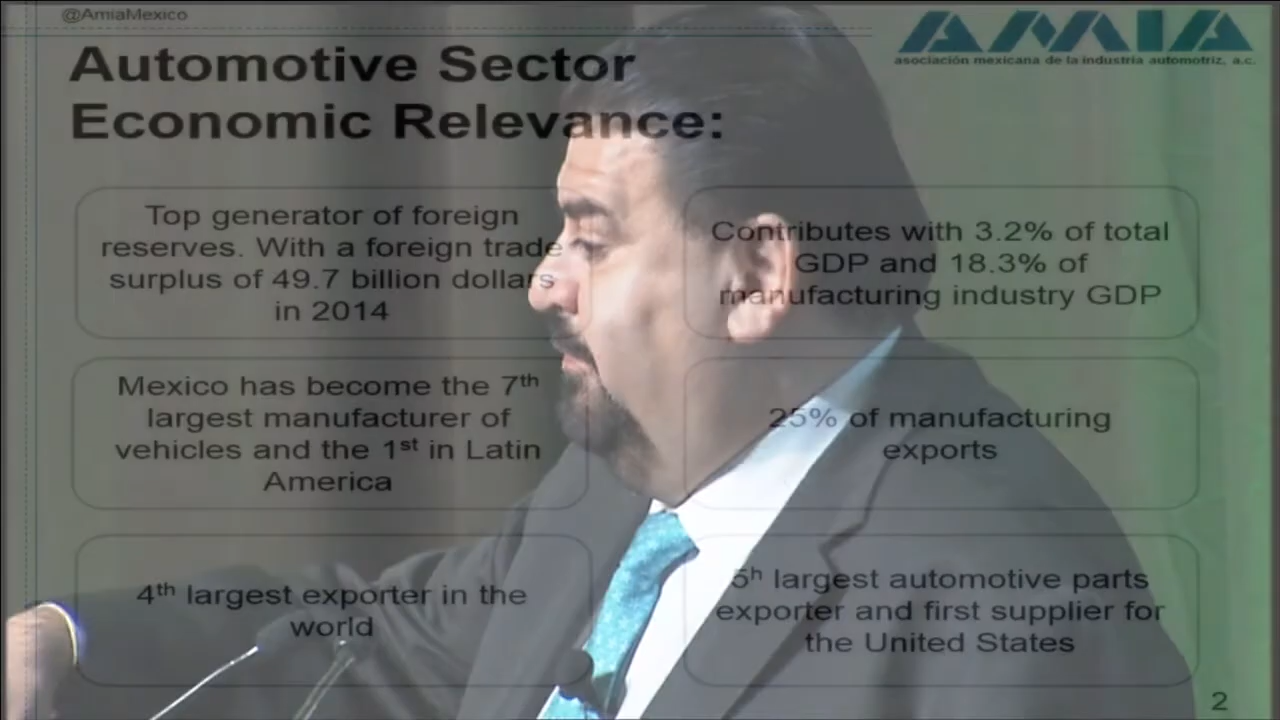 @AmiaMexico
AMIA
asociación mexicana de la industria automotriz, a.c.
Automotive Sector
Economic Relevance:
Top generator of foreign
reserves. With a foreign trade
surplus of 49.7 billion dollars
in 2014
Contributes with 3.2% of total
GDP and 18.3% of
manufacturing industry GDP
Mexico has become the 7th
largest manufacturer of
vehicles and the 1st in Latin
America
25% of manufacturing
exports
4th largest exporter in the
world
5h largest automotive parts
exporter and first supplier for
the United States
2